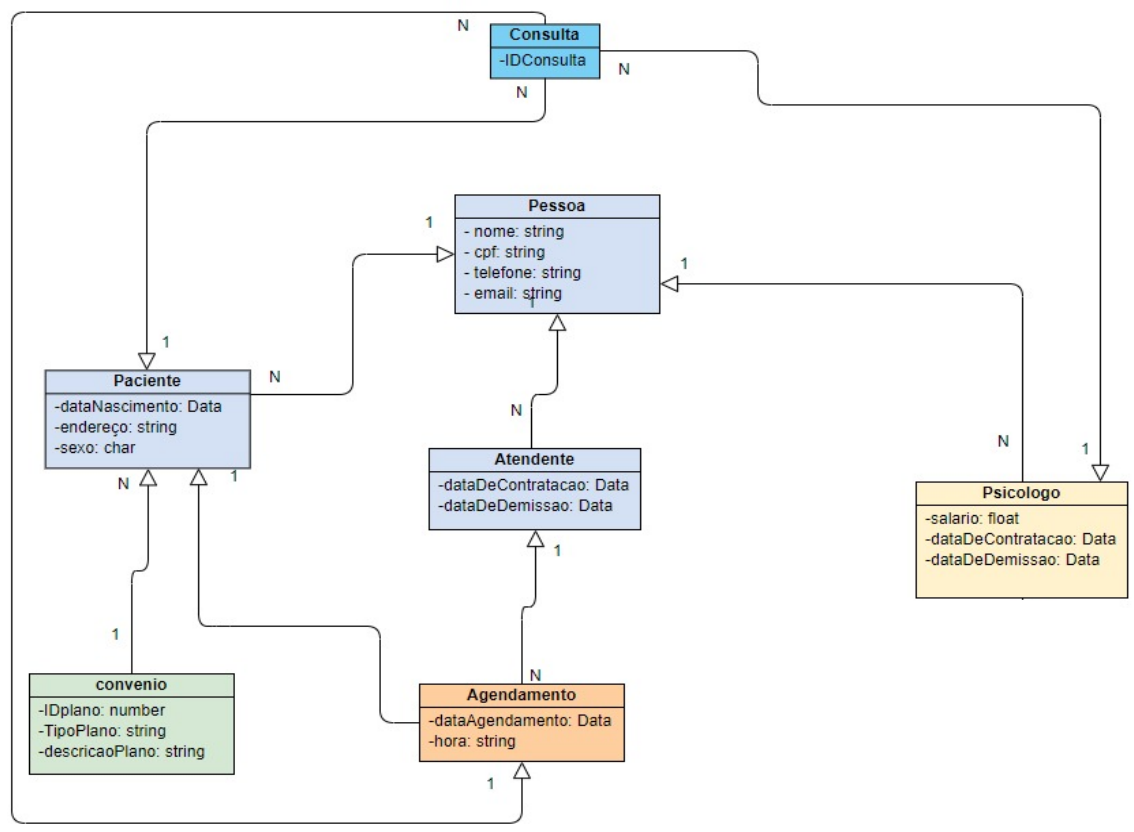 N
Consulta
-IDConsulta
N
N
Pessoa
- nome: string
- cpf: string
- telefone: string
- email: string
1
1
1
1
Paciente
-dataNascimento: Data
-endereço: string
-sexo: char
N
N
Atendente
-dataDeContratacao: Data
-dataDeDemissao: Data
N
1
Psicologo
-salario: float
-dataDeContratacao: Data
-dataDeDemissao: Data
N
1
1
1
convenio
-IDplano: number
-TipoPlano: string
-descricaoPlano: string
N
Agendamento
-dataAgendamento: Data
-hora: string
1